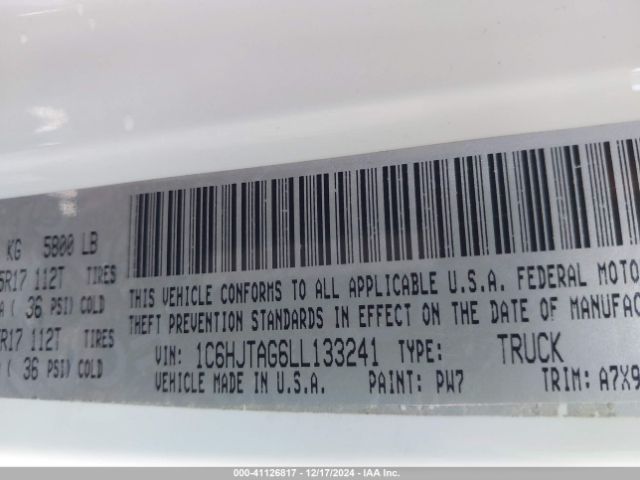 KG 5800 LB
5R17 112T TIRES
( 36 PSI) COLD
R17 112T TIRES
( 36 PSI) COLD
THIS VEHICLE CONFORMS TO ALL APPLICABLE U.S.A. FEDERAL MOTO
THEFT PREVENTION STANDARDS IN EFFECT ON THE DATE OF MANUFAC
VIN: 1C6HJTAG6LL133241 TYPE: TRUCK
VEHICLE MADE IN U.S.A. PAINT: PW7 TRIM: A7X9
000-41126817 - 12/17/2024 - IAA Inc.